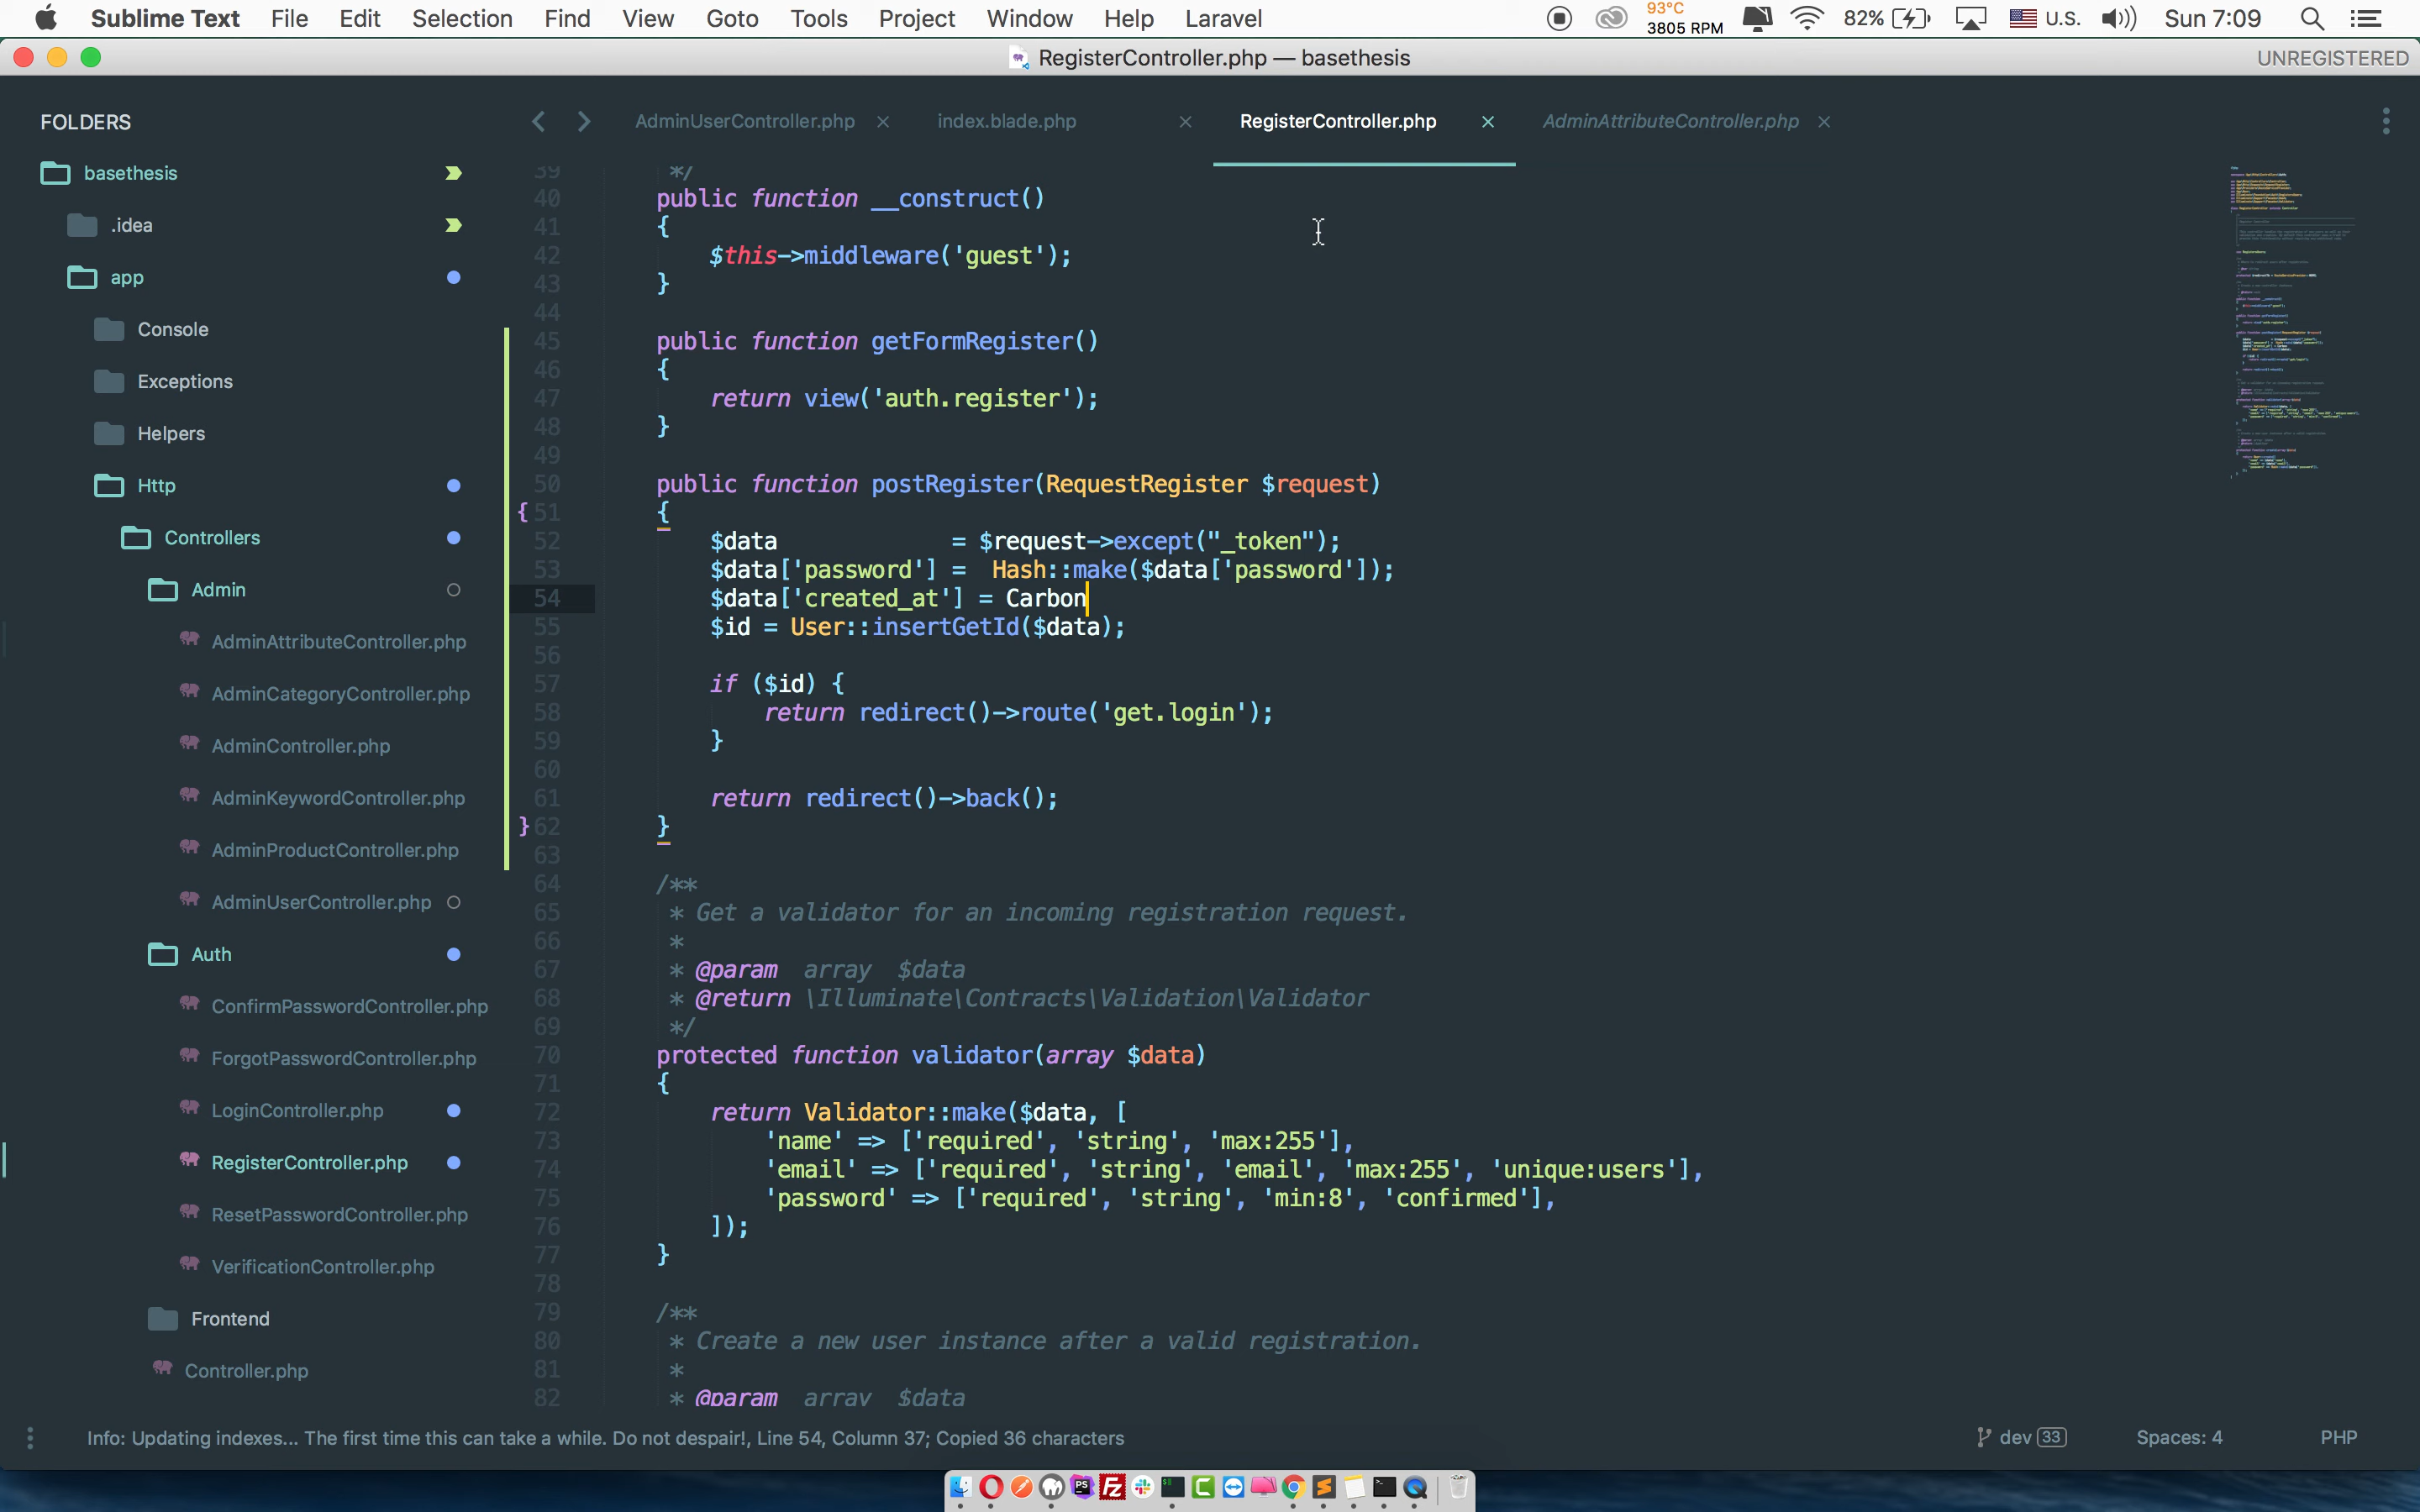 Sublime Text File Edit Selection Find View Goto Tools Project Window Help Laravel 93°C 3805 RPM 82% U.S. Sun 7:09
RegisterController.php — basethesis UNREGISTERED
FOLDERS
basethesis
.idea
app
Console
Exceptions
Helpers
Http
Controllers
Admin
AdminAttributeController.php
AdminCategoryController.php
AdminController.php
AdminKeywordController.php
AdminProductController.php
AdminUserController.php
Auth
ConfirmPasswordController.php
ForgotPasswordController.php
LoginController.php
RegisterController.php
ResetPasswordController.php
VerificationController.php
Frontend
Controller.php
AdminUserController.php index.blade.php RegisterController.php AdminAttributeController.php
39 */
40 public function __construct()
41 {
42 $this->middleware('guest');
43 }
44
45 public function getFormRegister()
46 {
47 return view('auth.register');
48 }
49
50 public function postRegister(RequestRegister $request)
{ 51 {
52 $data = $request->except("_token");
53 $data['password'] = Hash::make($data['password']);
54 $data['created_at'] = Carbon
55 $id = User::insertGetId($data);
56
57 if ($id) {
58 return redirect()->route('get.login');
59 }
60
61 return redirect()->back();
} 62 }
63
64 /**
65 * Get a validator for an incoming registration request.
66 *
67 * @param array $data
68 * @return \Illuminate\Contracts\Validation\Validator
69 */
70 protected function validator(array $data)
71 {
72 return Validator::make($data, [
73 'name' => ['required', 'string', 'max:255'],
74 'email' => ['required', 'string', 'email', 'max:255', 'unique:users'],
75 'password' => ['required', 'string', 'min:8', 'confirmed'],
76 ]);
77 }
78
79 /**
80 * Create a new user instance after a valid registration.
81 *
82 * @param array $data
Info: Updating indexes... The first time this can take a while. Do not despair!, Line 54, Column 37; Copied 36 characters dev 33 Spaces: 4 PHP